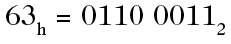 63ₕ = 0110 0011₂